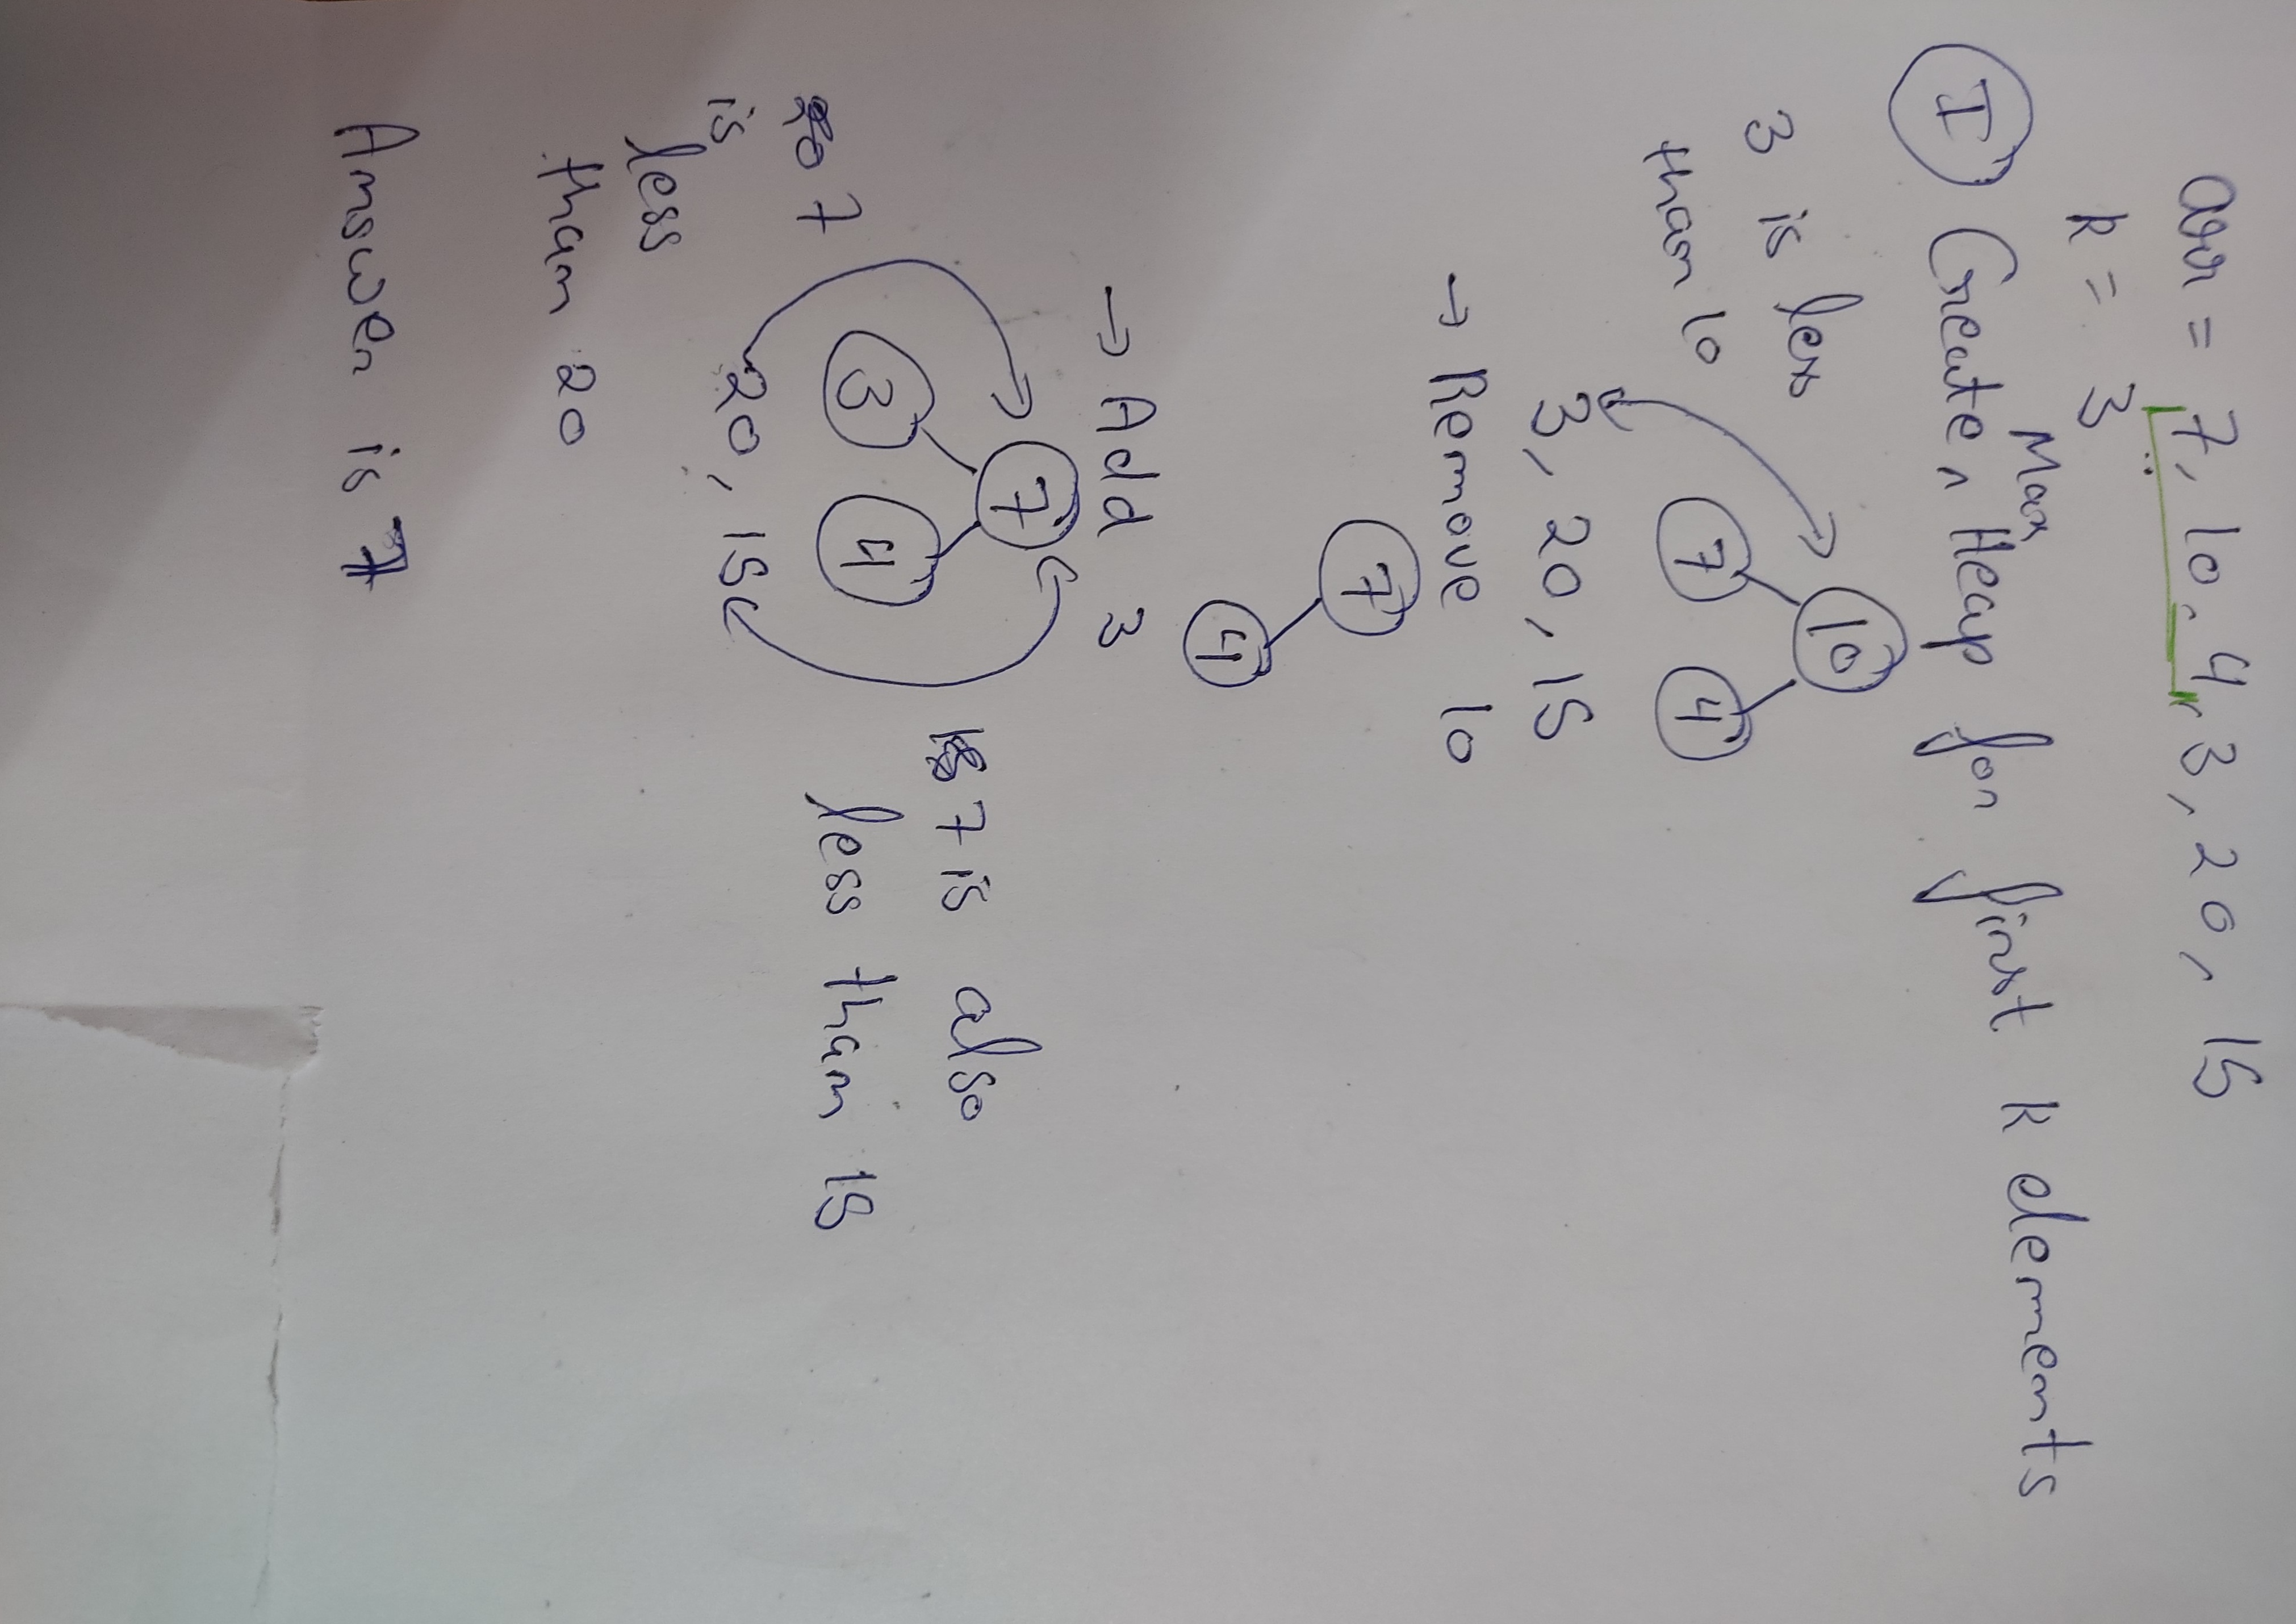 arr = 7, 10, 4, 3, 20, 15
k = 3
Max
I Create ^ Heap for first k elements
10
3 is less
than 10
7 4
3, 20, 15
→ Remove 10
7
4
→ Add 3
7
7 is also
less than 15
3 4
20 7
is
less
than 20
20, 15
Answer is 7